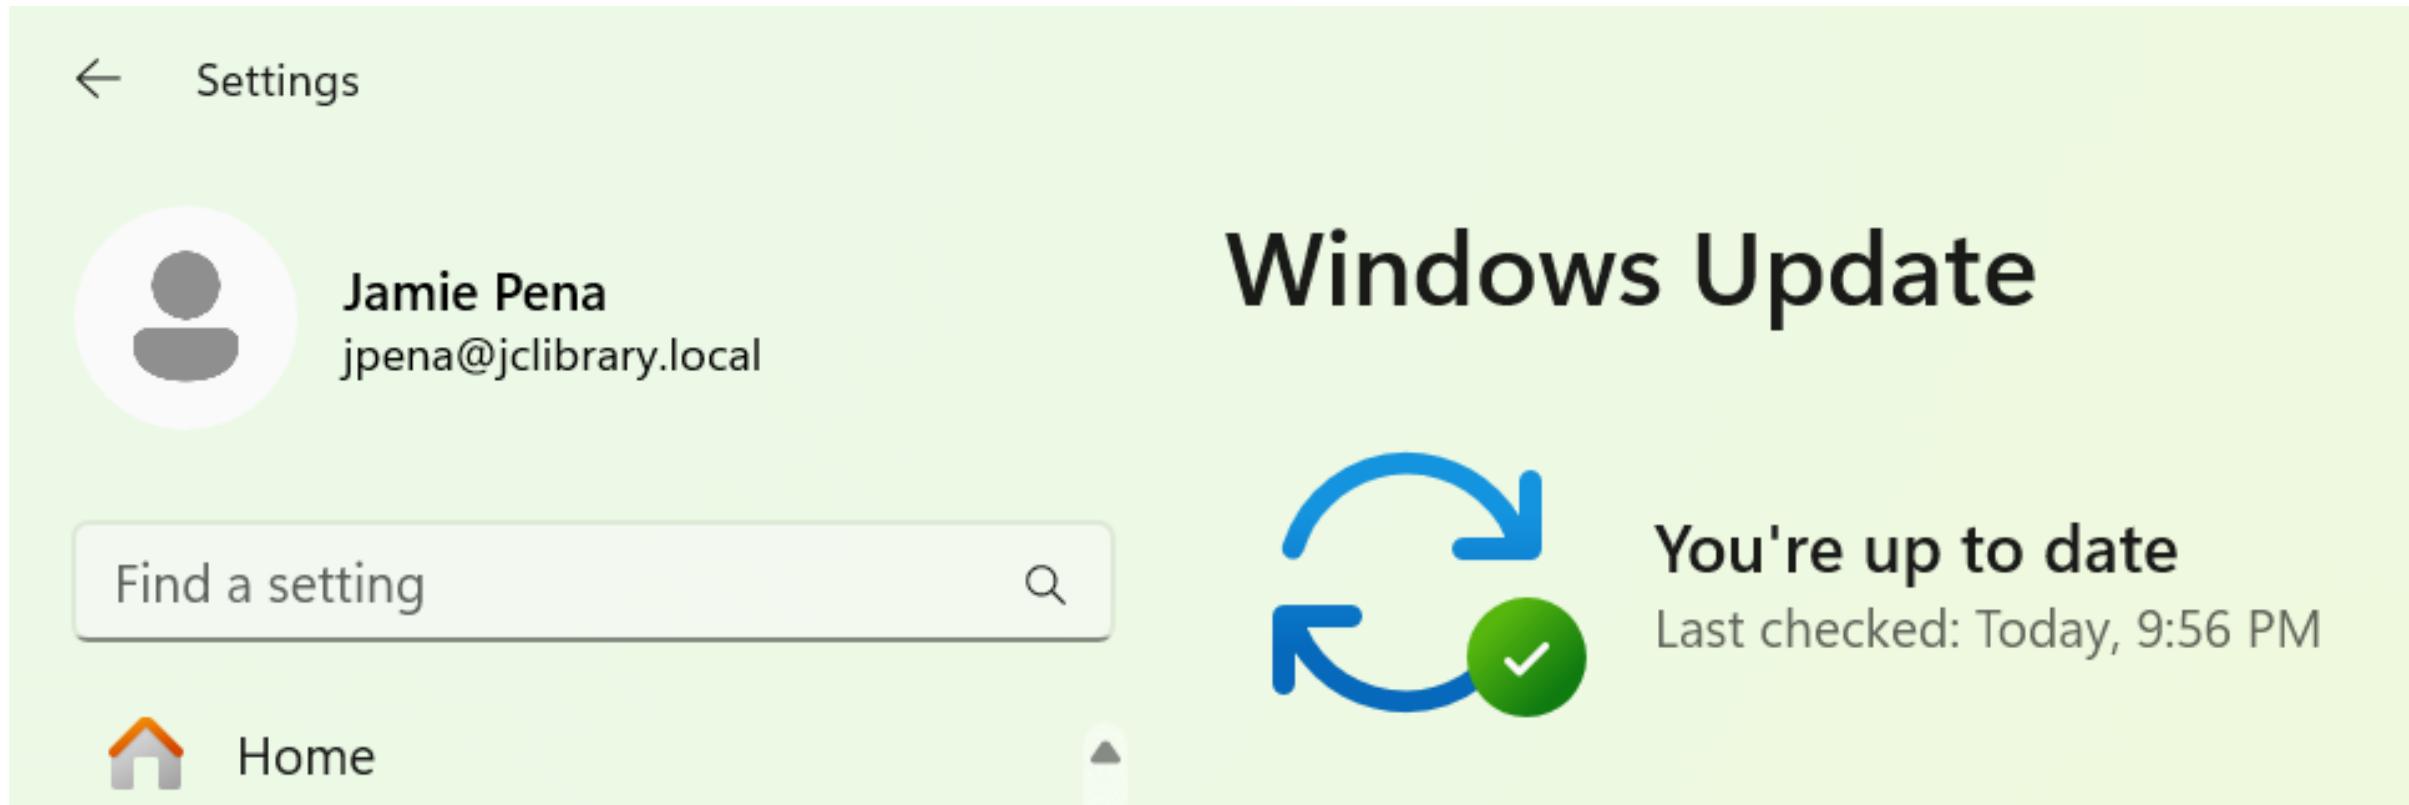 Settings
Jamie Pena
jpena@jclibrary.local
Find a setting
Home
Windows Update
You're up to date
Last checked: Today, 9:56 PM